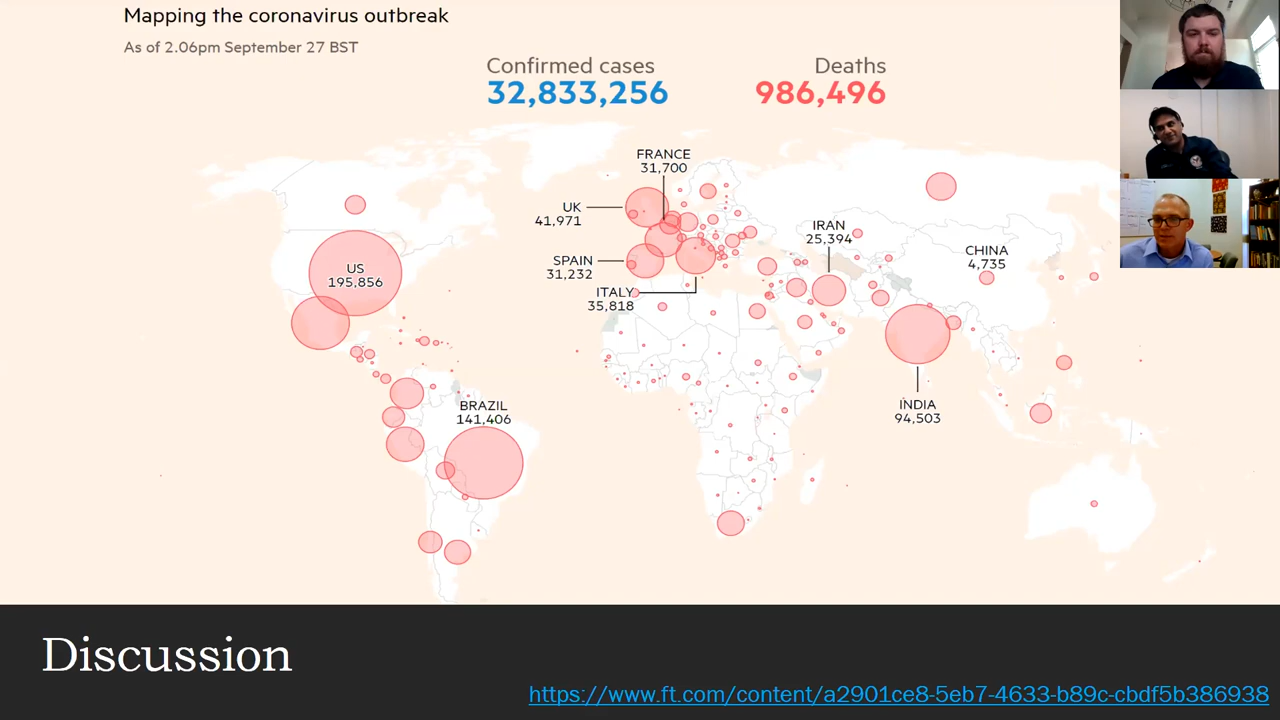 Mapping the coronavirus outbreak
As of 2.06pm September 27 BST
Confirmed cases
32,833,256
Deaths
986,496
FRANCE
31,700
UK
41,971
SPAIN
31,232
ITALY
35,818
IRAN
25,394
CHINA
4,735
US
195,856
INDIA
94,503
BRAZIL
141,406
Discussion
https://www.ft.com/content/a2901ce8-5eb7-4633-b89c-cbdf5b386938